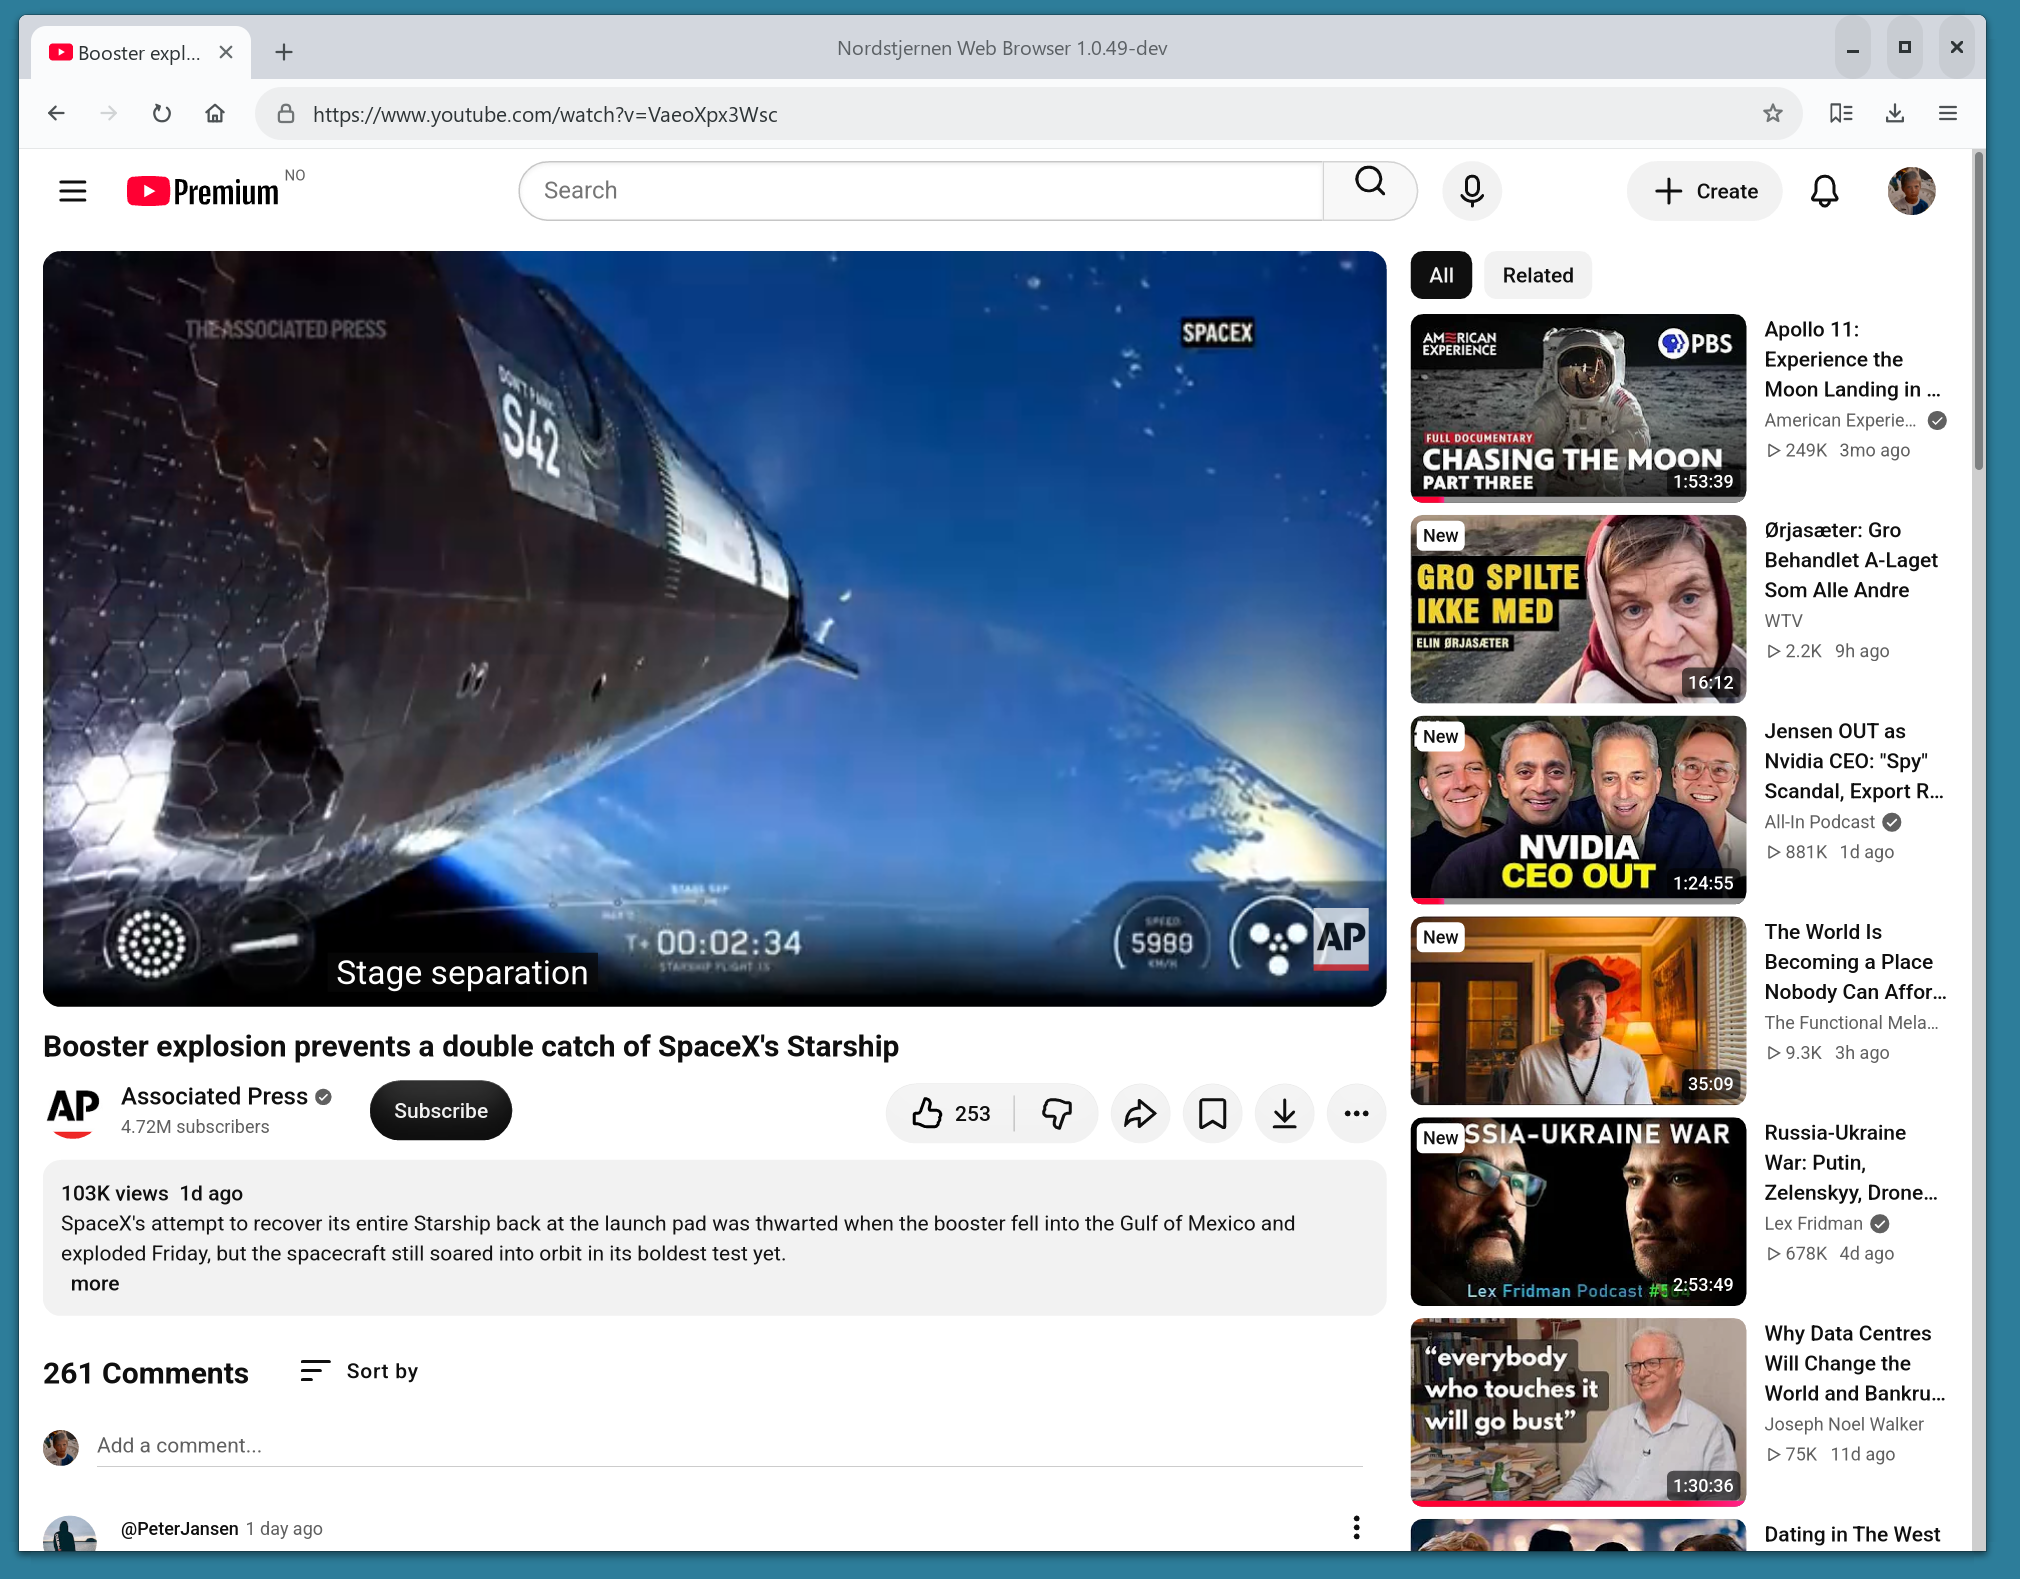 Booster expl...
Nordstjernen Web Browser 1.0.49-dev
https://www.youtube.com/watch?v=VaeoXpx3Wsc
Premium
NO
Search
Create
THE ASSOCIATED PRESS
SPACEX
DON'T PANIC
S42
STAGE SEP
T+ 00:02:34
STARSHIP FLIGHT
SPEED
5980
KM/H
AP
Stage separation
Booster explosion prevents a double catch of SpaceX's Starship
AP
Associated Press
4.72M subscribers
Subscribe
253
103K views 1d ago
SpaceX's attempt to recover its entire Starship back at the launch pad was thwarted when the booster fell into the Gulf of Mexico and
exploded Friday, but the spacecraft still soared into orbit in its boldest test yet.
more
261 Comments
Sort by
Add a comment...
@PeterJansen 1 day ago
All
Related
AMERICAN
EXPERIENCE
PBS
FULL DOCUMENTARY
CHASING THE MOON
PART THREE
1:53:39
Apollo 11:
Experience the
Moon Landing in ...
American Experie...
249K 3mo ago
New
GRO SPILTE
IKKE MED
ELIN ØRJASÆTER
16:12
Ørjasæter: Gro
Behandlet A-Laget
Som Alle Andre
WTV
2.2K 9h ago
New
NVIDIA
CEO OUT
1:24:55
Jensen OUT as
Nvidia CEO: "Spy"
Scandal, Export R...
All-In Podcast
881K 1d ago
New
35:09
The World Is
Becoming a Place
Nobody Can Affor...
The Functional Mela...
9.3K 3h ago
New
SSIA-UKRAINE WAR
Lex Fridman Podcast
2:53:49
Russia-Ukraine
War: Putin,
Zelenskyy, Drone...
Lex Fridman
678K 4d ago
“everybody
who touches it
will go bust”
1:30:36
Why Data Centres
Will Change the
World and Bankru...
Joseph Noel Walker
75K 11d ago
Dating in The West